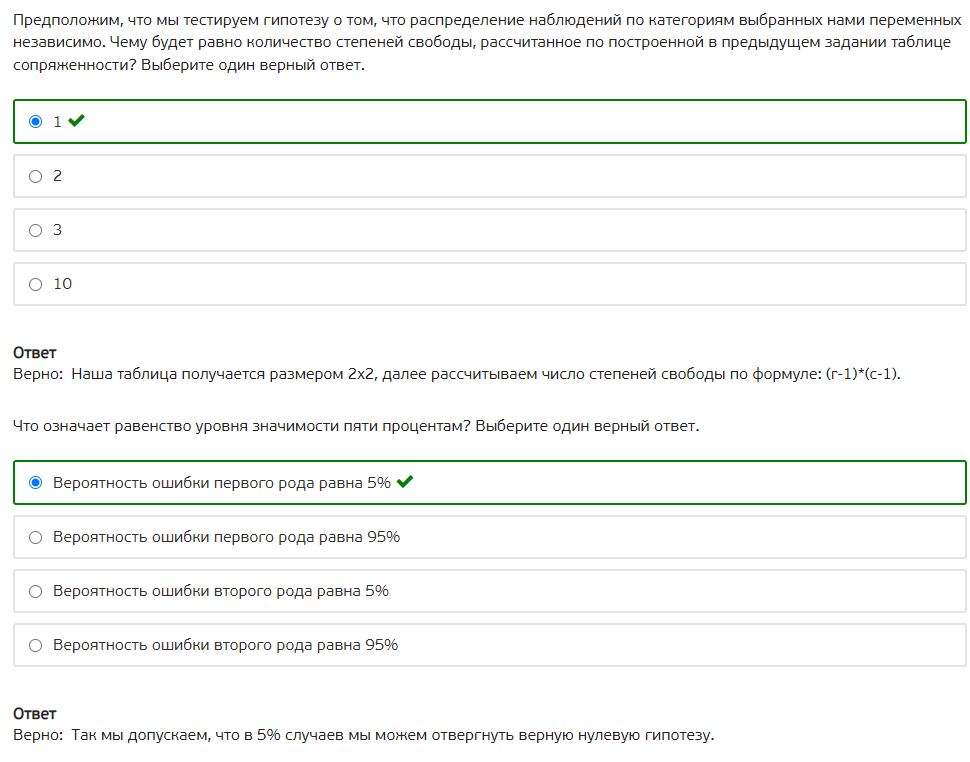 Предположим, что мы тестируем гипотезу о том, что распределение наблюдений по категориям выбранных нами переменных
независимо. Чему будет равно количество степеней свободы, рассчитанное по построенной в предыдущем задании таблице
сопряженности? Выберите один верный ответ.
1
2
3
10
Ответ
Верно: Наша таблица получается размером 2x2, далее рассчитываем число степеней свободы по формуле: (r-1)*(c-1).
Что означает равенство уровня значимости пяти процентам? Выберите один верный ответ.
Вероятность ошибки первого рода равна 5%
Вероятность ошибки первого рода равна 95%
Вероятность ошибки второго рода равна 5%
Вероятность ошибки второго рода равна 95%
Ответ
Верно: Так мы допускаем, что в 5% случаев мы можем отвергнуть верную нулевую гипотезу.